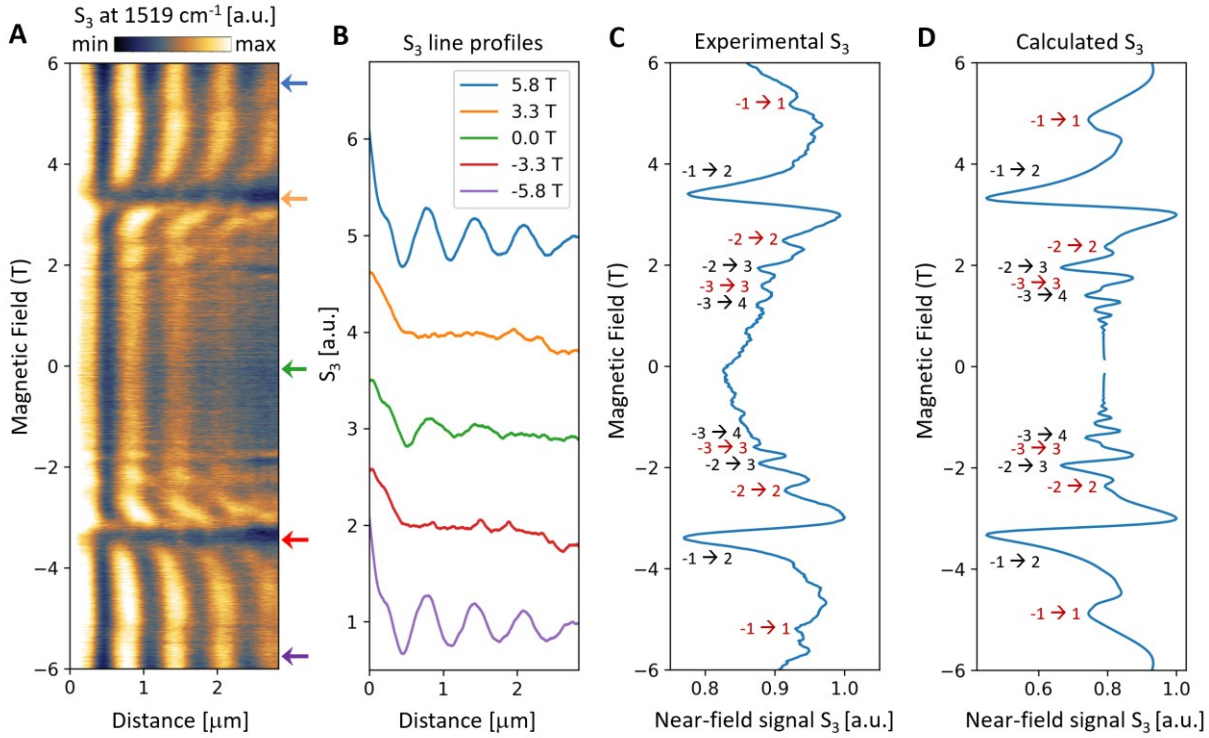 A
S₃ at 1519 cm⁻¹ [a.u.]
min max
6
4
2
0
−2
−4
−6
Magnetic Field (T)
0 1 2
Distance [μm]
B
S₃ line profiles
5.8 T
3.3 T
0.0 T
-3.3 T
-5.8 T
6
5
4
3
2
1
S₃ [a.u.]
0 1 2
Distance [μm]
C
Experimental S₃
6
4
2
0
−2
−4
−6
Magnetic Field (T)
-1 → 1
-1 → 2
-2 → 2
-2 → 3
-3 → 3
-3 → 4
-3 → 4
-3 → 3
-2 → 3
-2 → 2
-1 → 2
-1 → 1
0.8 0.9 1.0
Near-field signal S₃ [a.u.]
D
Calculated S₃
6
4
2
0
−2
−4
−6
Magnetic Field (T)
-1 → 1
-1 → 2
-2 → 2
-2 → 3
-3 → 3
-3 → 4
-3 → 4
-3 → 3
-2 → 3
-2 → 2
-1 → 2
-1 → 1
0.6 0.8 1.0
Near-field signal S₃ [a.u.]